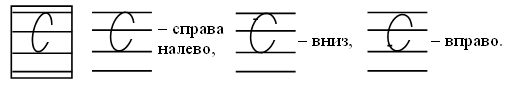 С С – справа налево, С – вниз, С – вправо.